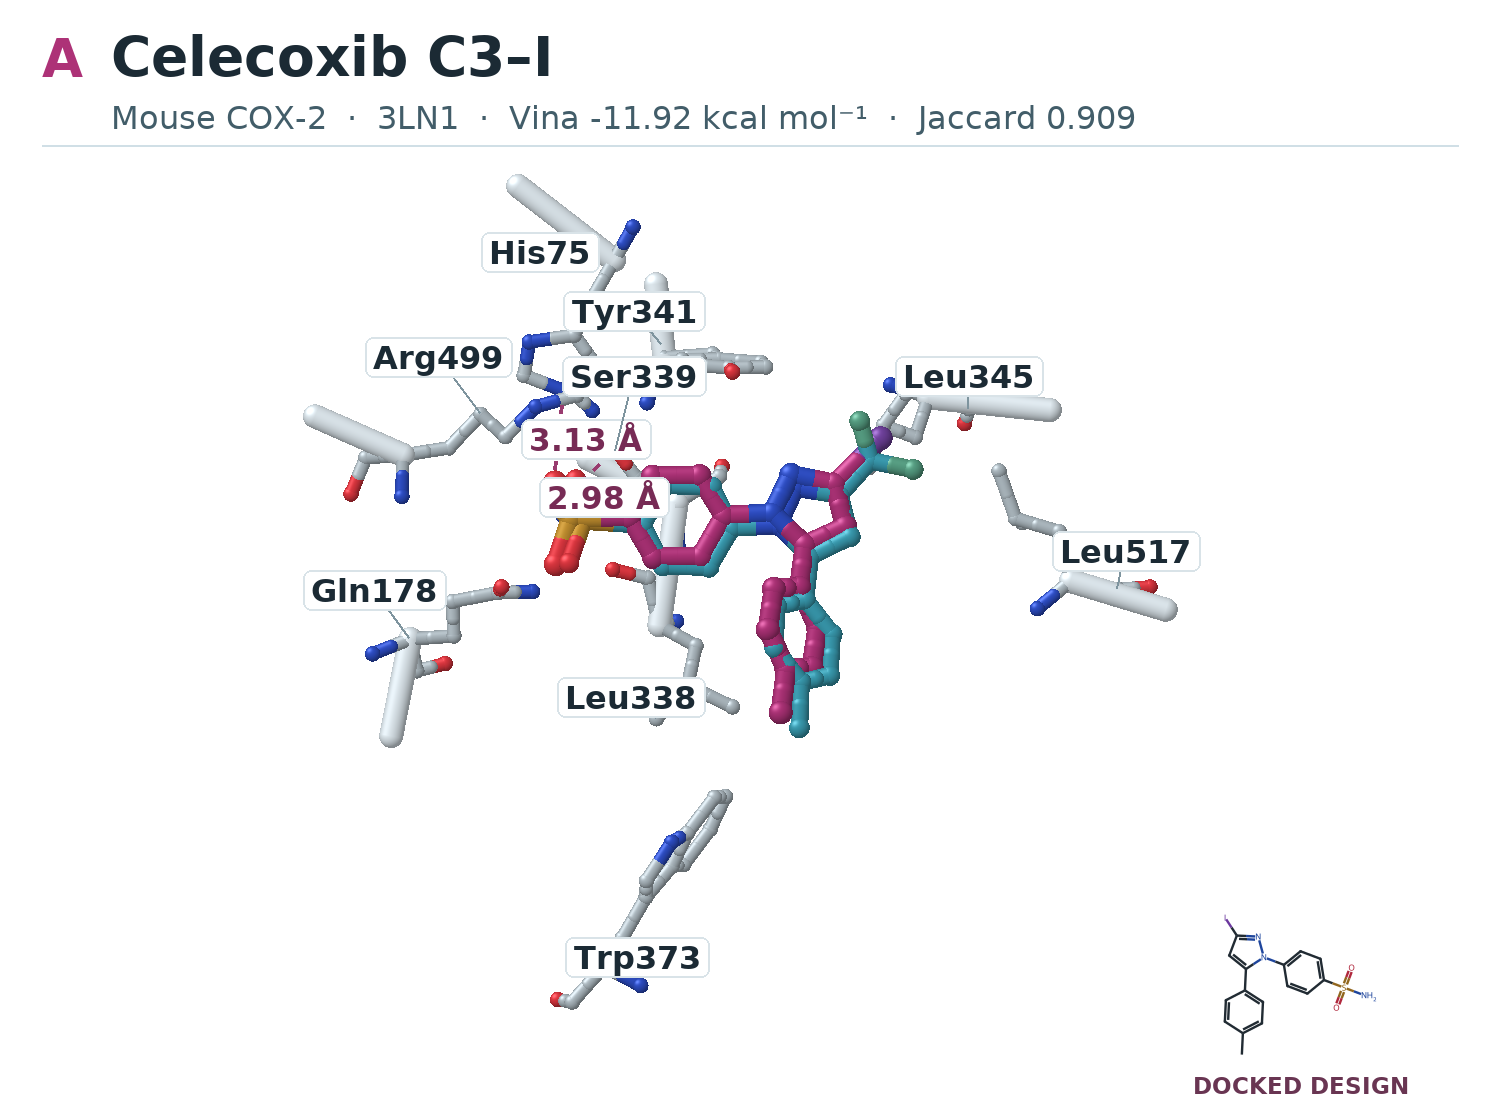 A Celecoxib C3–I
Mouse COX-2 · 3LN1 · Vina -11.92 kcal mol⁻¹ · Jaccard 0.909
His75
Tyr341
Arg499
Ser339
Leu345
3.13 Å
2.98 Å
Leu517
Gln178
Leu338
Trp373
I
N
N
O
S
NH₂
O
DOCKED DESIGN